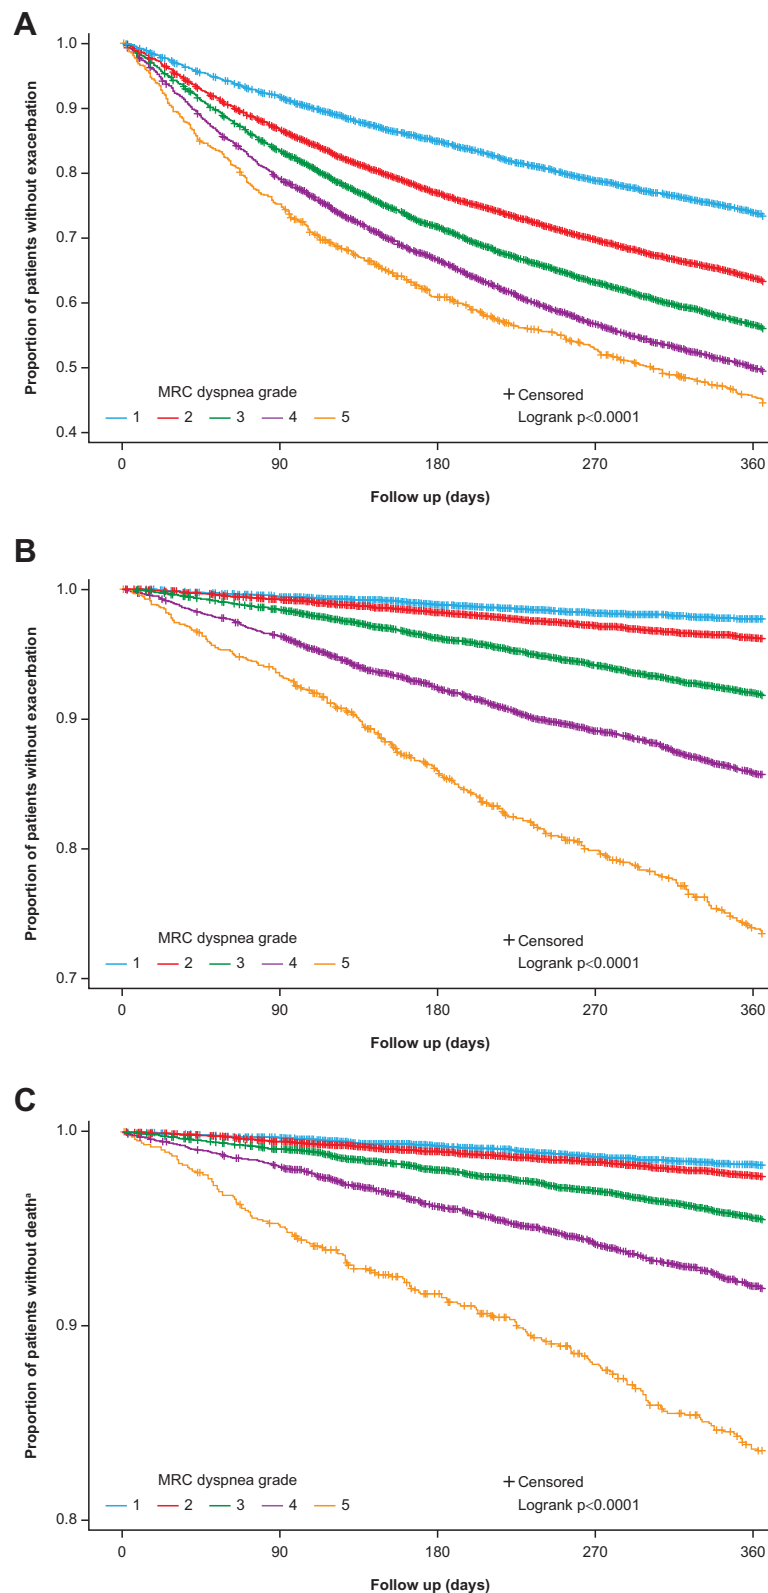 A
Proportion of patients without exacerbation
1.0
0.9
0.8
0.7
0.6
0.5
0.4
MRC dyspnea grade
1 2 3 4 5
+ Censored
Logrank p<0.0001
0 90 180 270 360
Follow up (days)
B
Proportion of patients without exacerbation
1.0
0.9
0.8
0.7
MRC dyspnea grade
1 2 3 4 5
+ Censored
Logrank p<0.0001
0 90 180 270 360
Follow up (days)
C
Proportion of patients without deathᵃ
1.0
0.9
0.8
MRC dyspnea grade
1 2 3 4 5
+ Censored
Logrank p<0.0001
0 90 180 270 360
Follow up (days)